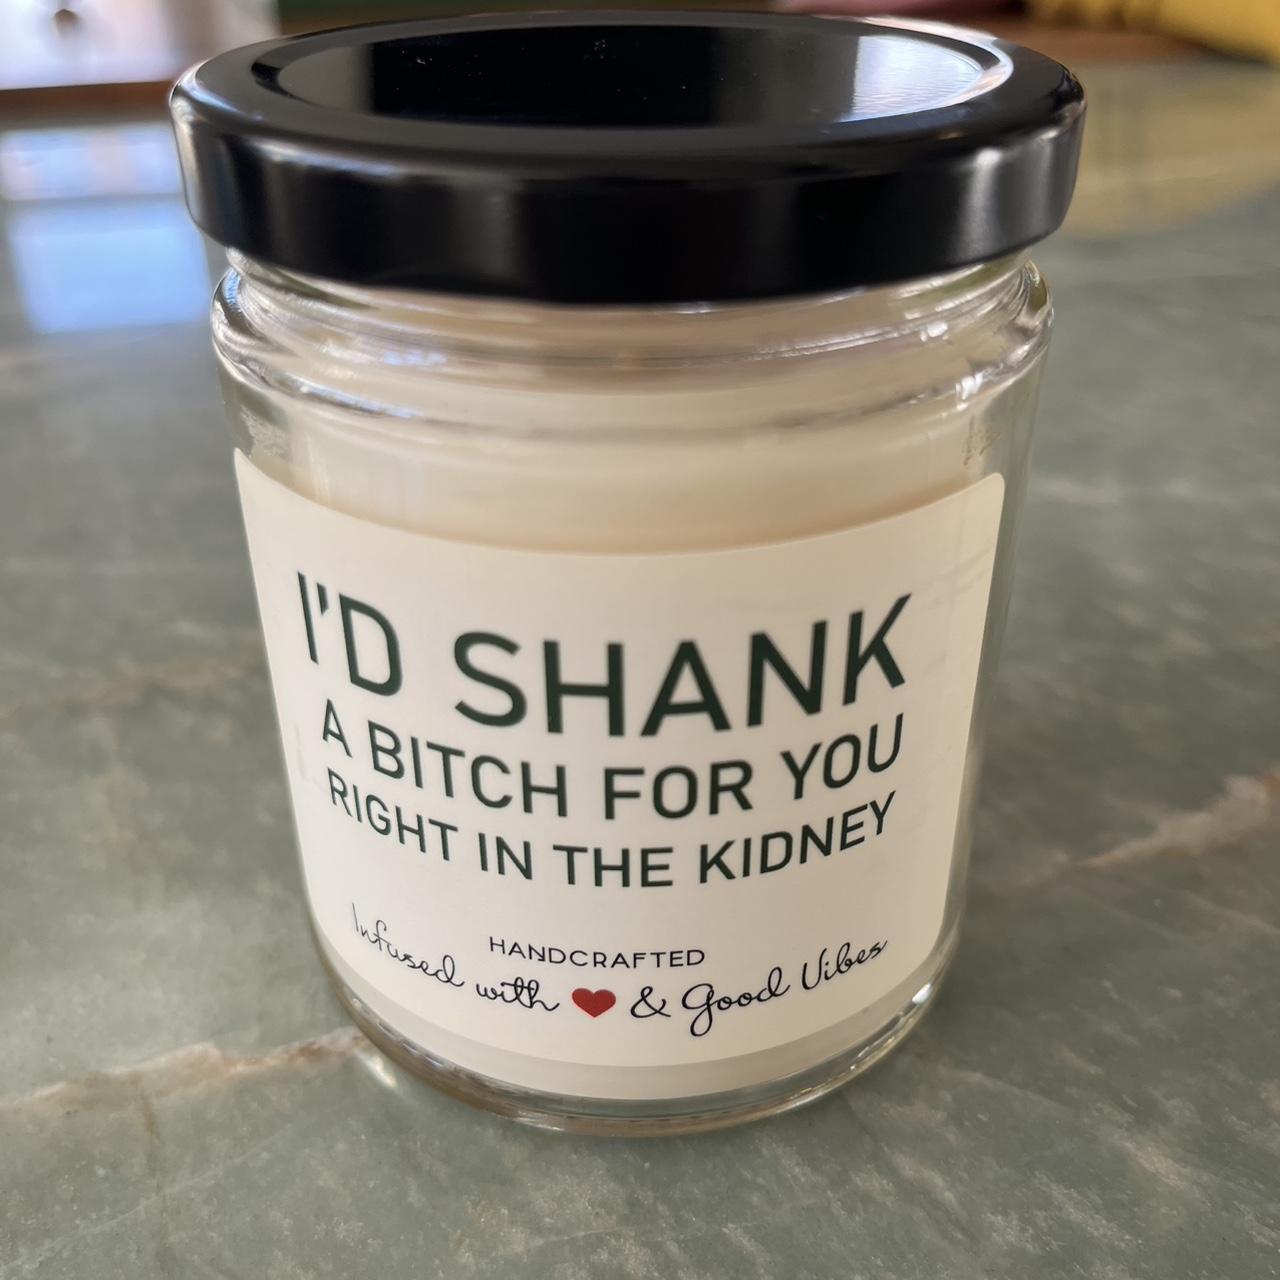 I'D SHANK
A BITCH FOR YOU
RIGHT IN THE KIDNEY
HANDCRAFTED
Infused with ❤ & Good Vibes